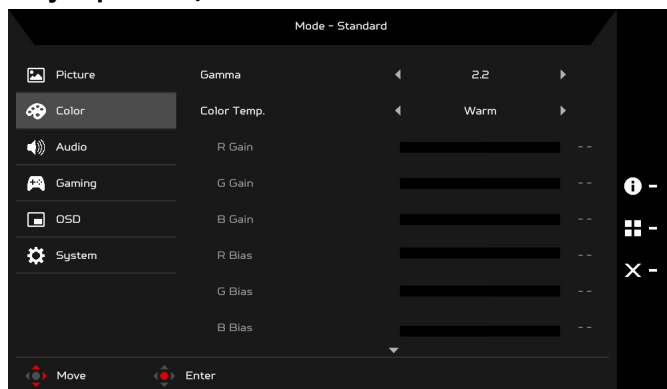 Mode - Standard
Picture
Gamma 2.2
Color
Color Temp. Warm
Audio
R Gain --
Gaming
G Gain --
OSD
B Gain --
System
R Bias --
G Bias --
B Bias --
Move Enter